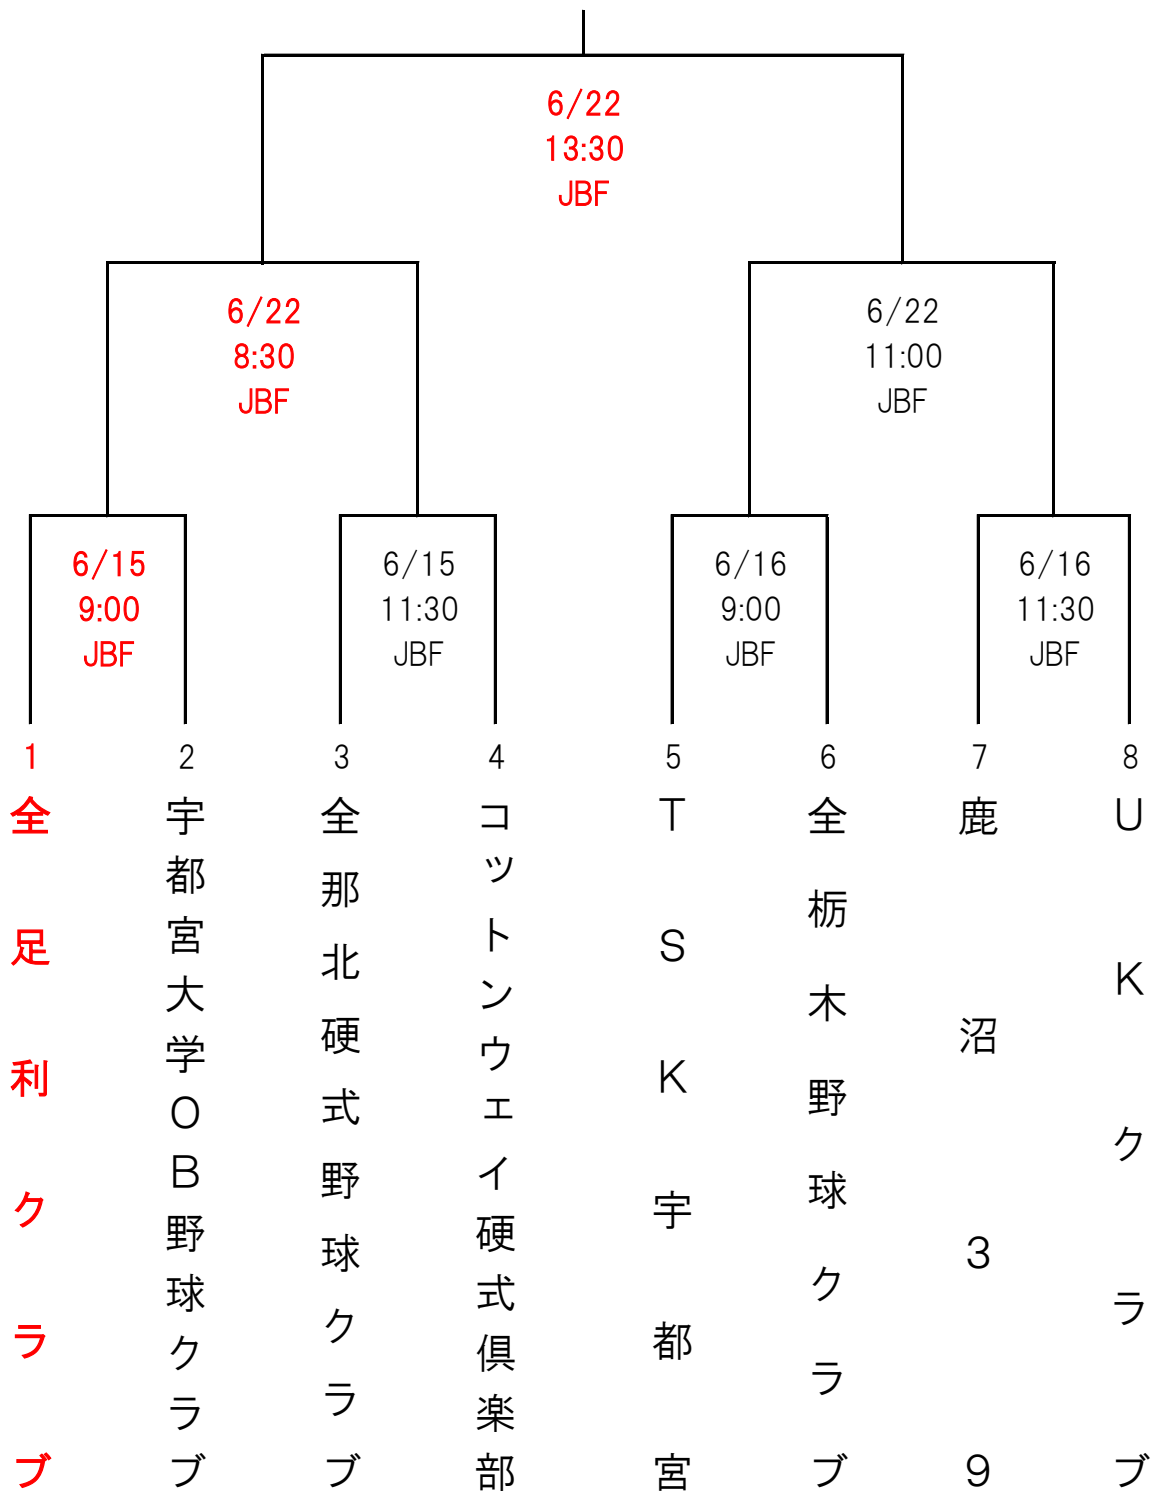 6/22
13:30
JBF
6/22
8:30
JBF
6/22
11:00
JBF
6/15
9:00
JBF
6/15
11:30
JBF
6/16
9:00
JBF
6/16
11:30
JBF
1
全足利クラブ
2
宇都宮大学OB野球クラブ
3
全那北硬式野球クラブ
4
コットンウェイ硬式倶楽部
5
TSK宇都宮
6
全栃木野球クラブ
7
鹿沼39
8
UKクラブ